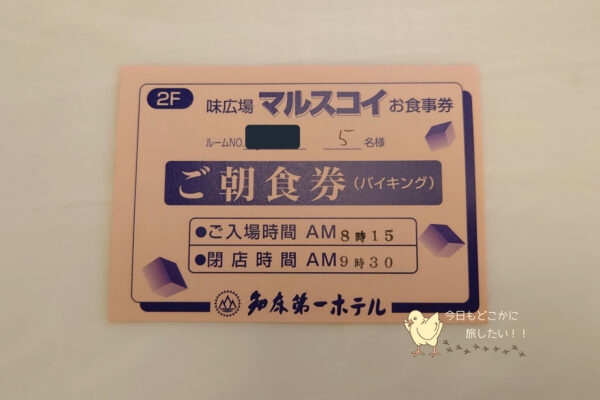 2F
味広場 マルスコイ お食事券
ルームNO. 5 名様
ご朝食券 (バイキング)
●ご入場時間 AM 8時15
●閉店時間 AM 9時30
知床第一ホテル
今日もどこかに
旅したい！！